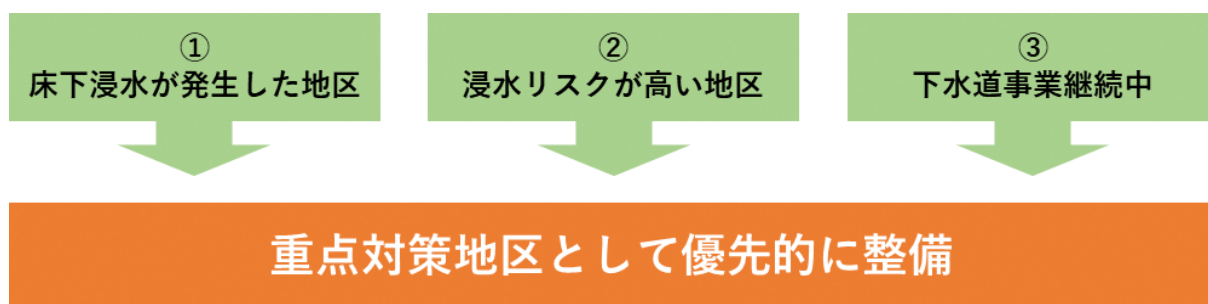 ①
床下浸水が発生した地区
②
浸水リスクが高い地区
③
下水道事業継続中
重点対策地区として優先的に整備